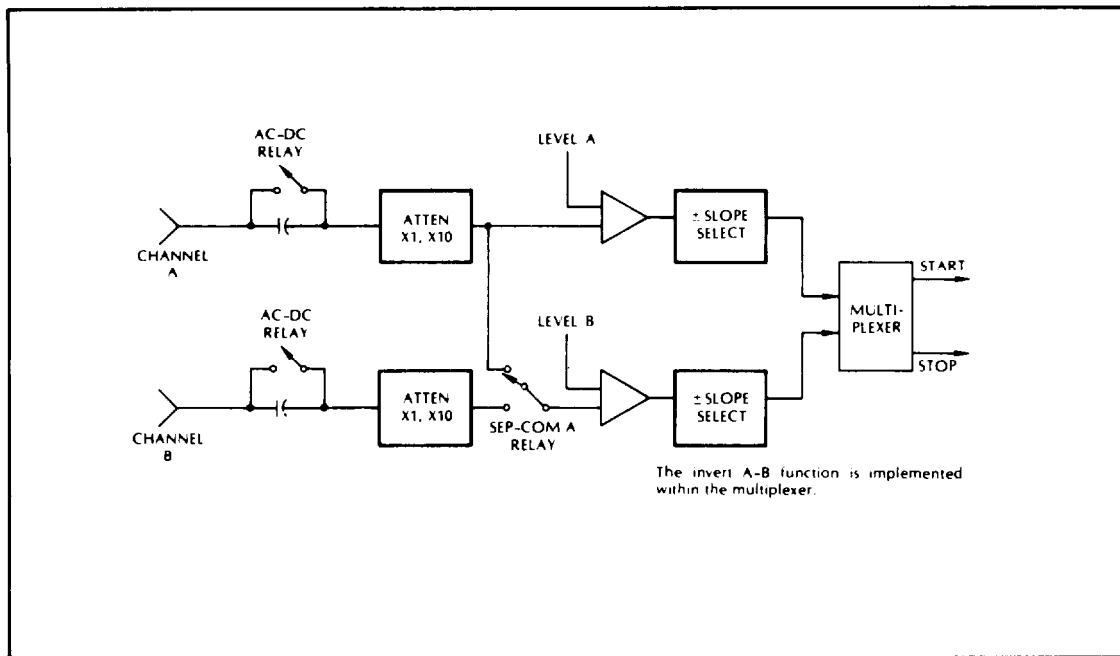 AC-DC
RELAY
LEVEL A
ATTEN
X1, X10
± SLOPE
SELECT
CHANNEL
A
START
MULTI-
PLEXER
STOP
AC-DC
RELAY
LEVEL B
ATTEN
X1, X10
± SLOPE
SELECT
CHANNEL
B
SEP-COM A
RELAY
The invert A-B function is implemented
within the multiplexer.